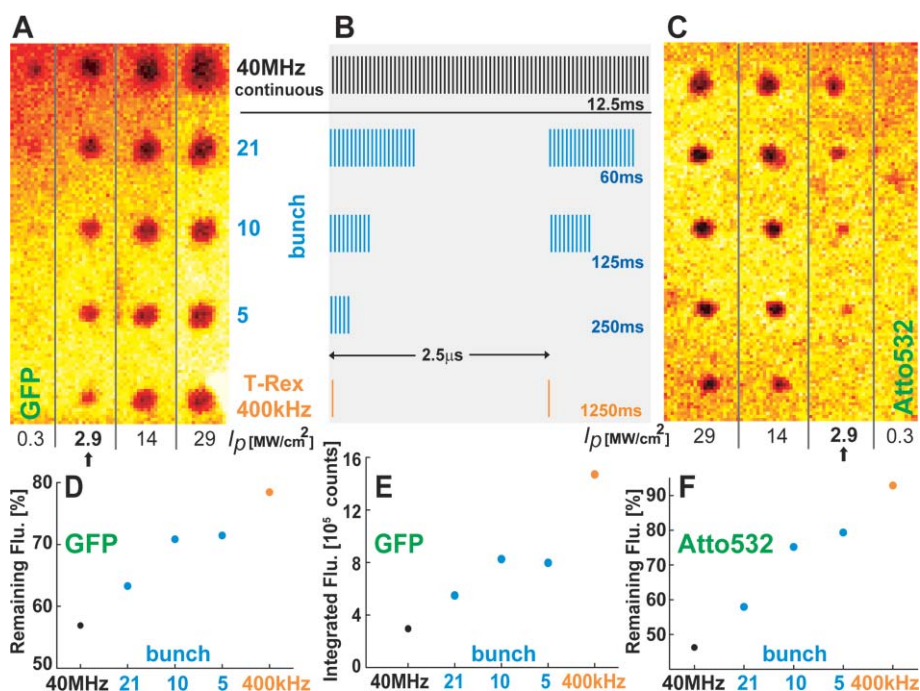 A
B
C
40MHz
continuous
12.5ms
21
60ms
10
bunch
125ms
5
250ms
2.5µs
T-Rex
400kHz
1250ms
GFP
Atto532
0.3 2.9 14 29 Ip [MW/cm²]
Ip [MW/cm²] 29 14 2.9 0.3
D
Remaining Flu. [%]
80
70
60
50
GFP
bunch
40MHz 21 10 5 400kHz
E
Integrated Flu. [10⁵ counts]
16
12
8
4
0
GFP
bunch
40MHz 21 10 5 400kHz
F
Remaining Flu. [%]
90
80
70
60
50
Atto532
bunch
40MHz 21 10 5 400kHz